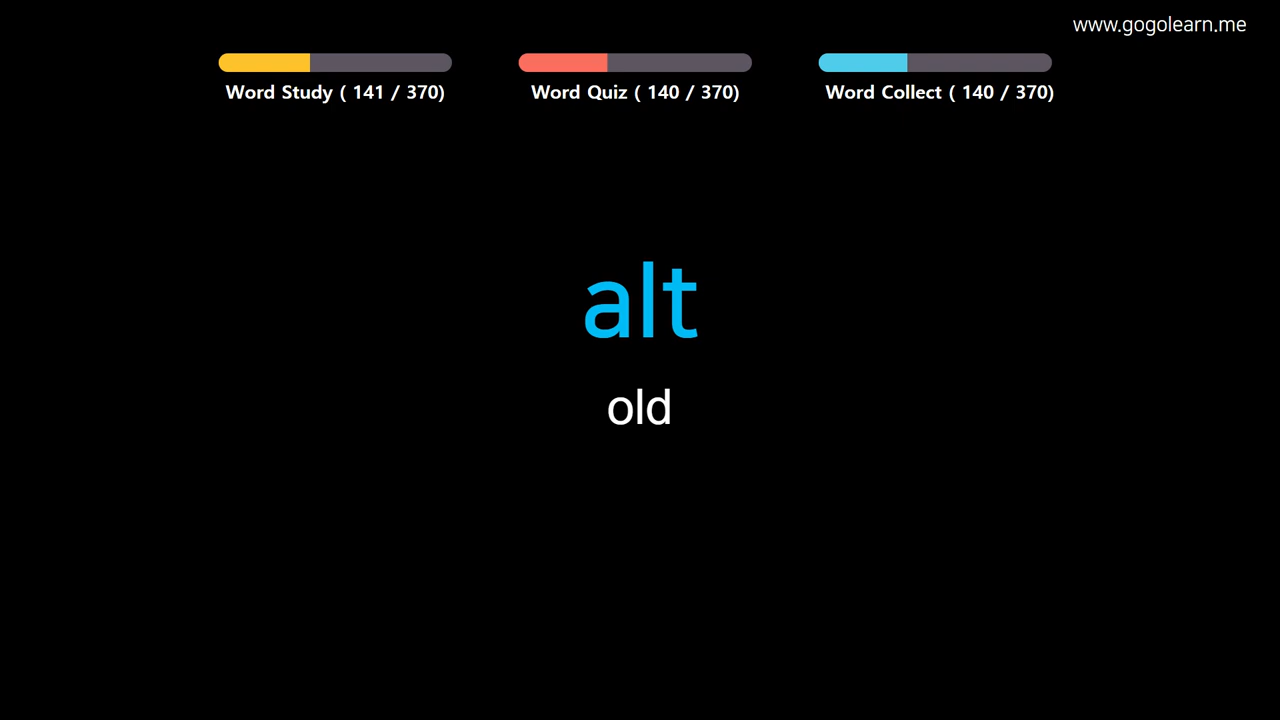 www.gogolearn.me
Word Study ( 141 / 370)
Word Quiz ( 140 / 370)
Word Collect ( 140 / 370)
alt
old